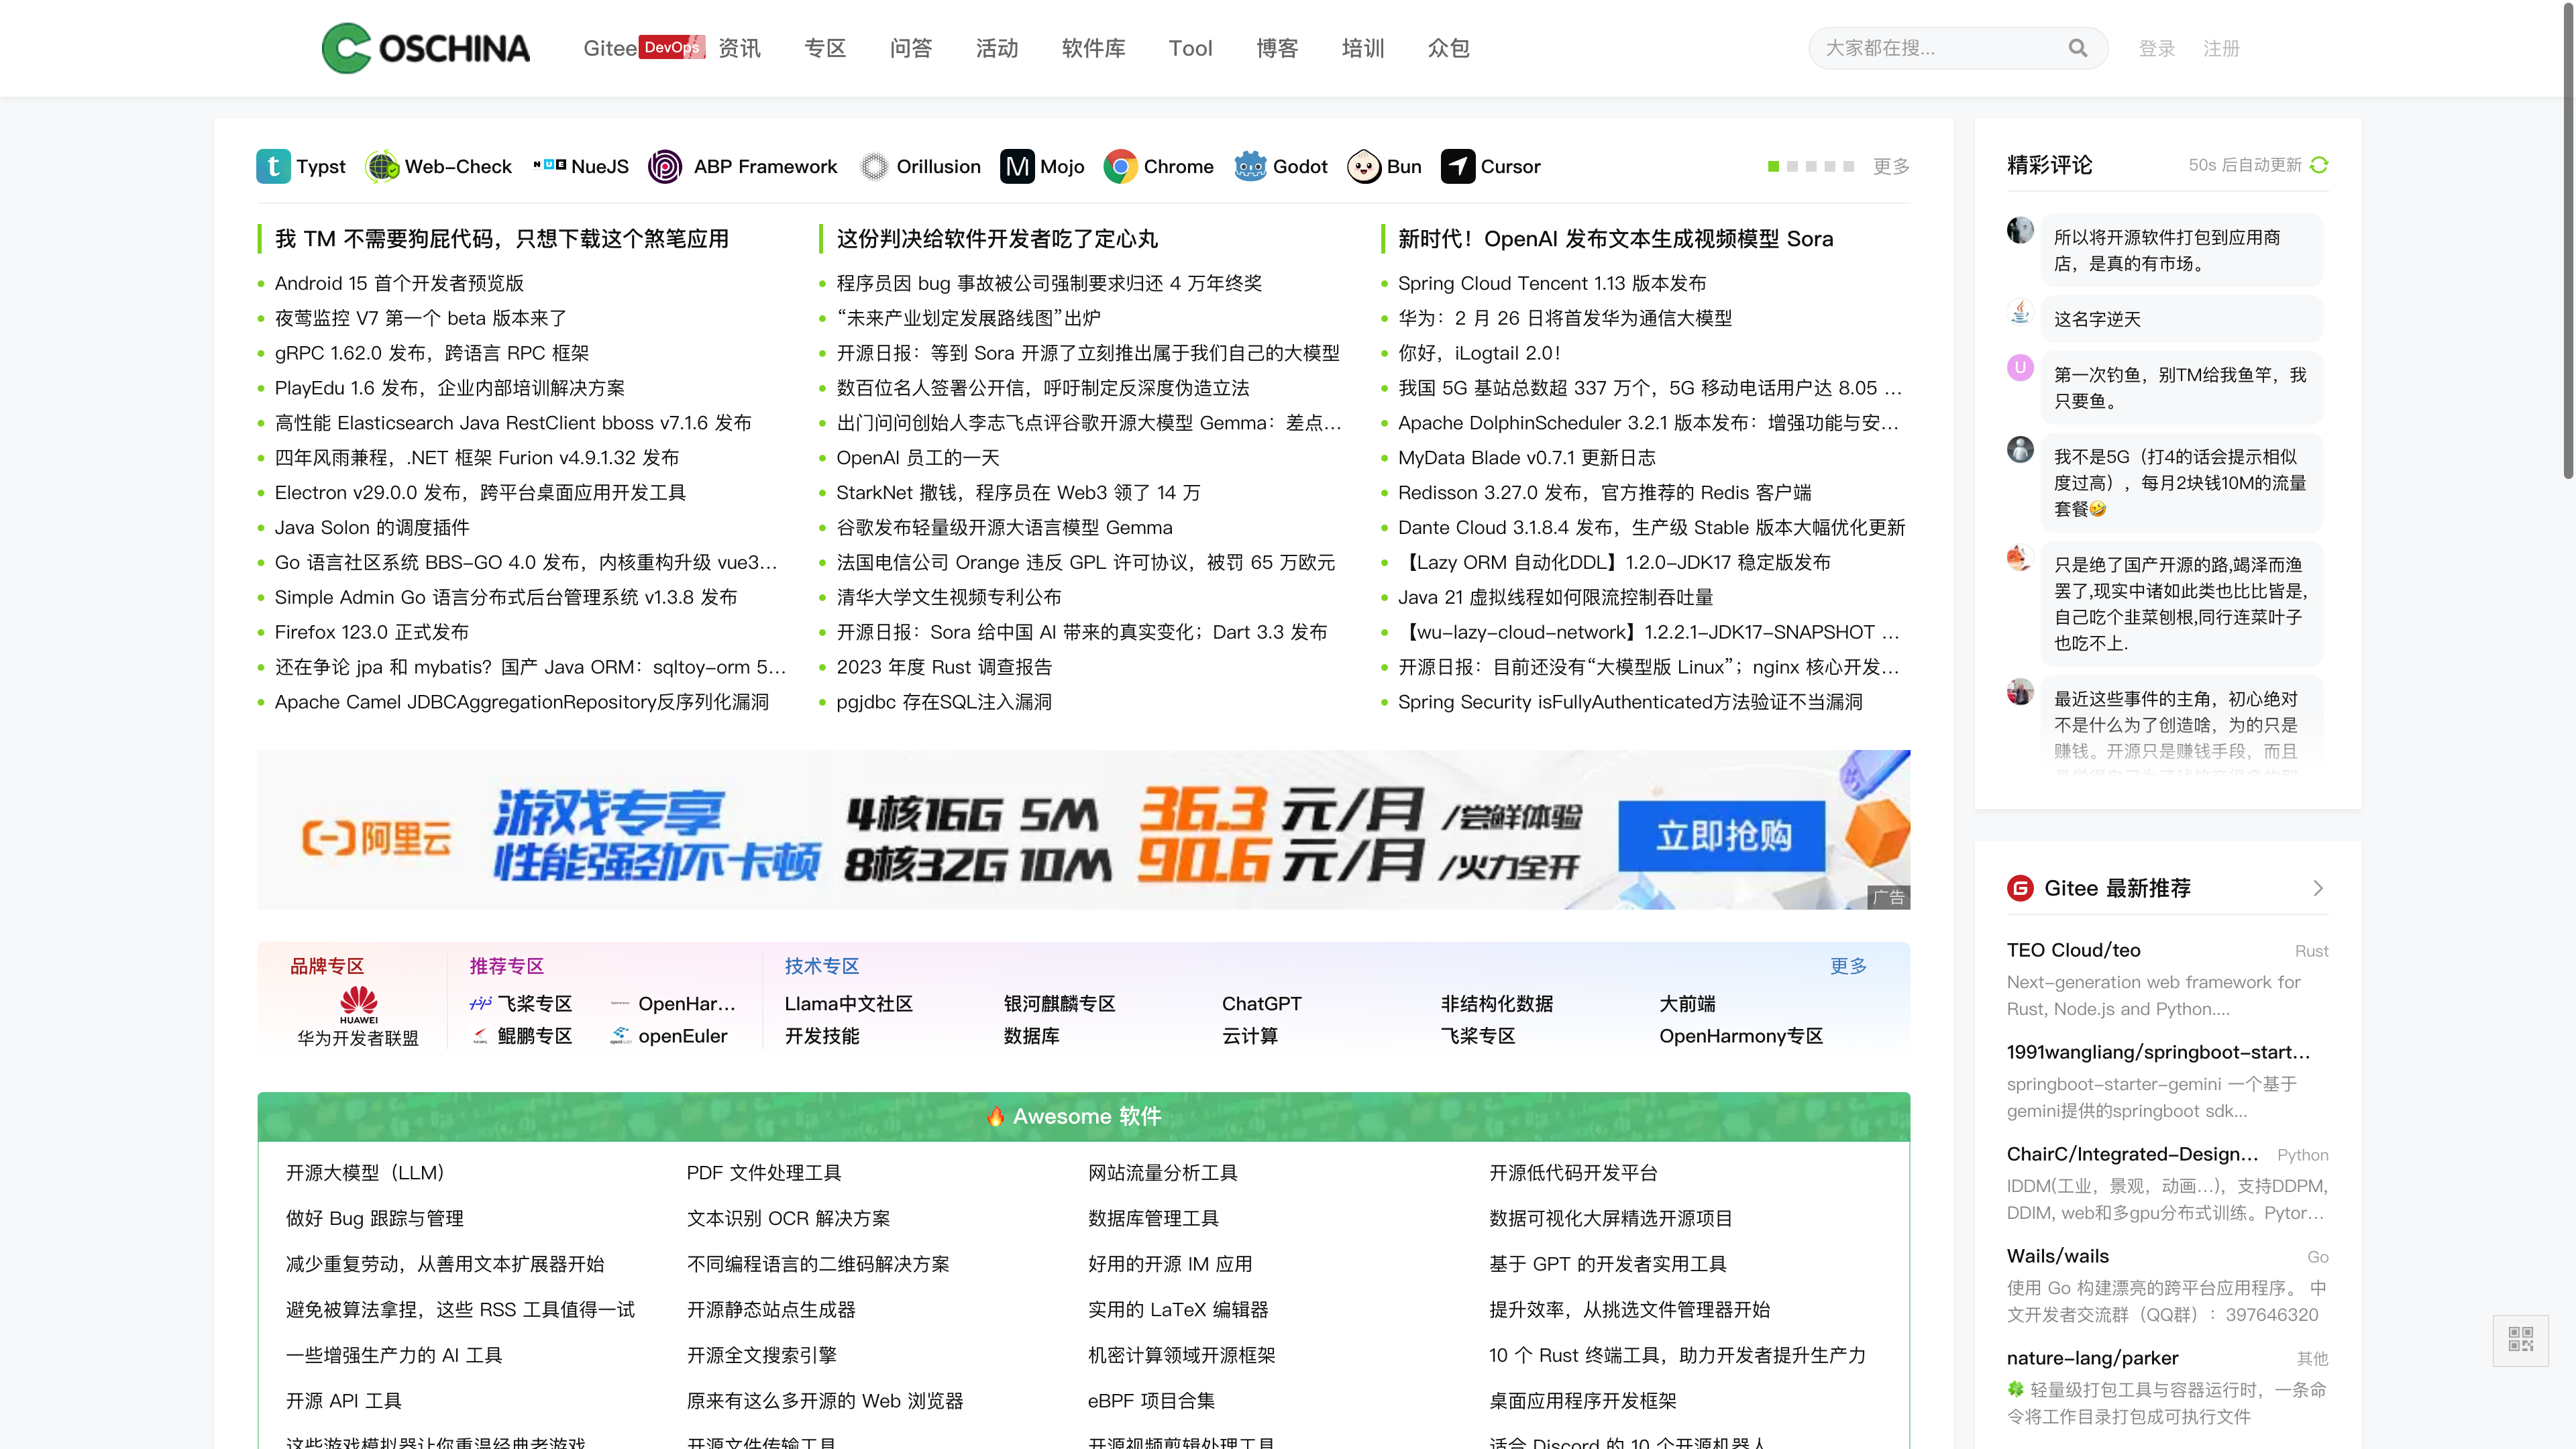 OSCHINA
Gitee DevOps 资讯 专区 问答 活动 软件库 Tool 博客 培训 众包
大家都在搜...
登录 注册
Typst Web-Check NueJS ABP Framework Orillusion Mojo Chrome Godot Bun Cursor 更多
我 TM 不需要狗屁代码，只想下载这个煞笔应用
Android 15 首个开发者预览版
夜莺监控 V7 第一个 beta 版本来了
gRPC 1.62.0 发布，跨语言 RPC 框架
PlayEdu 1.6 发布，企业内部培训解决方案
高性能 Elasticsearch Java RestClient bboss v7.1.6 发布
四年风雨兼程，.NET 框架 Furion v4.9.1.32 发布
Electron v29.0.0 发布，跨平台桌面应用开发工具
Java Solon 的调度插件
Go 语言社区系统 BBS-GO 4.0 发布，内核重构升级 vue3...
Simple Admin Go 语言分布式后台管理系统 v1.3.8 发布
Firefox 123.0 正式发布
还在争论 jpa 和 mybatis？国产 Java ORM：sqltoy-orm 5...
Apache Camel JDBCAggregationRepository反序列化漏洞
这份判决给软件开发者吃了定心丸
程序员因 bug 事故被公司强制要求归还 4 万年终奖
“未来产业划定发展路线图”出炉
开源日报：等到 Sora 开源了立刻推出属于我们自己的大模型
数百位名人签署公开信，呼吁制定反深度伪造立法
出门问问创始人李志飞点评谷歌开源大模型 Gemma：差点...
OpenAI 员工的一天
StarkNet 撒钱，程序员在 Web3 领了 14 万
谷歌发布轻量级开源大语言模型 Gemma
法国电信公司 Orange 违反 GPL 许可协议，被罚 65 万欧元
清华大学文生视频专利公布
开源日报：Sora 给中国 AI 带来的真实变化；Dart 3.3 发布
2023 年度 Rust 调查报告
pgjdbc 存在SQL注入漏洞
新时代！OpenAI 发布文本生成视频模型 Sora
Spring Cloud Tencent 1.13 版本发布
华为：2 月 26 日将首发华为通信大模型
你好，iLogtail 2.0！
我国 5G 基站总数超 337 万个，5G 移动电话用户达 8.05 ...
Apache DolphinScheduler 3.2.1 版本发布：增强功能与安...
MyData Blade v0.7.1 更新日志
Redisson 3.27.0 发布，官方推荐的 Redis 客户端
Dante Cloud 3.1.8.4 发布，生产级 Stable 版本大幅优化更新
【Lazy ORM 自动化DDL】1.2.0-JDK17 稳定版发布
Java 21 虚拟线程如何限流控制吞吐量
【wu-lazy-cloud-network】1.2.2.1-JDK17-SNAPSHOT ...
开源日报：目前还没有“大模型版 Linux”；nginx 核心开发...
Spring Security isFullyAuthenticated方法验证不当漏洞
阿里云
游戏专享
性能强劲不卡顿
4核16G 5M 36.3元/月 /尝鲜体验
8核32G 10M 90.6元/月 /火力全开
立即抢购
广告
品牌专区
HUAWEI
华为开发者联盟
推荐专区
飞桨专区 OpenHar...
鲲鹏专区 openEuler
技术专区 更多
Llama中文社区 银河麒麟专区 ChatGPT 非结构化数据 大前端
开发技能 数据库 云计算 飞桨专区 OpenHarmony专区
Awesome 软件
开源大模型（LLM） PDF 文件处理工具 网站流量分析工具 开源低代码开发平台
做好 Bug 跟踪与管理 文本识别 OCR 解决方案 数据库管理工具 数据可视化大屏精选开源项目
减少重复劳动，从善用文本扩展器开始 不同编程语言的二维码解决方案 好用的开源 IM 应用 基于 GPT 的开发者实用工具
避免被算法拿捏，这些 RSS 工具值得一试 开源静态站点生成器 实用的 LaTeX 编辑器 提升效率，从挑选文件管理器开始
一些增强生产力的 AI 工具 开源全文搜索引擎 机密计算领域开源框架 10 个 Rust 终端工具，助力开发者提升生产力
开源 API 工具 原来有这么多开源的 Web 浏览器 eBPF 项目合集 桌面应用程序开发框架
这些游戏模拟器让你重温经典老游戏 开源文件传输工具 开源视频剪辑处理工具 适合 Discord 的 10 个开源机器人
精彩评论 50s 后自动更新
所以将开源软件打包到应用商
店，是真的有市场。
这名字逆天
U
第一次钓鱼，别TM给我鱼竿，我
只要鱼。
我不是5G（打4的话会提示相似
度过高），每月2块钱10M的流量
套餐🤣
只是绝了国产开源的路,竭泽而渔
罢了,现实中诸如此类也比比皆是,
自己吃个韭菜刨根,同行连菜叶子
也吃不上.
最近这些事件的主角，初心绝对
不是什么为了创造啥，为的只是
赚钱。开源只是赚钱手段，而且
Gitee 最新推荐
TEO Cloud/teo Rust
Next-generation web framework for
Rust, Node.js and Python....
1991wangliang/springboot-start...
springboot-starter-gemini 一个基于
gemini提供的springboot sdk...
ChairC/Integrated-Design... Python
IDDM(工业，景观，动画...)，支持DDPM,
DDIM, web和多gpu分布式训练。Pytor...
Wails/wails Go
使用 Go 构建漂亮的跨平台应用程序。 中
文开发者交流群（QQ群）：397646320
nature-lang/parker 其他
🍀 轻量级打包工具与容器运行时，一条命
令将工作目录打包成可执行文件